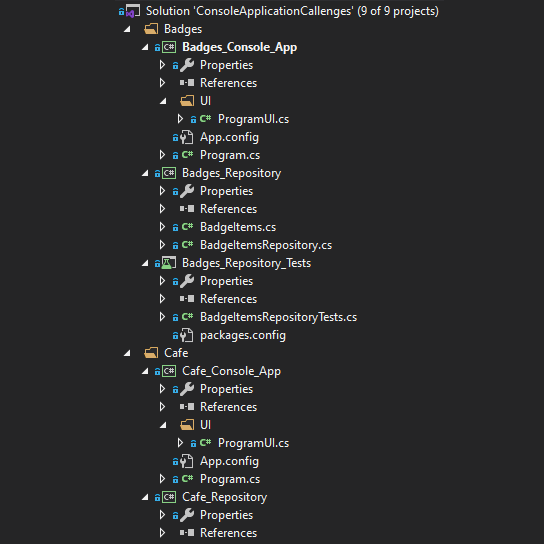 Solution 'ConsoleApplicationCallenges' (9 of 9 projects)
Badges
C# Badges_Console_App
Properties
References
UI
C# ProgramUI.cs
App.config
C# Program.cs
C# Badges_Repository
Properties
References
C# BadgeItems.cs
C# BadgeItemsRepository.cs
Badges_Repository_Tests
Properties
References
C# BadgeItemsRepositoryTests.cs
packages.config
Cafe
C# Cafe_Console_App
Properties
References
UI
C# ProgramUI.cs
App.config
C# Program.cs
C# Cafe_Repository
Properties
References